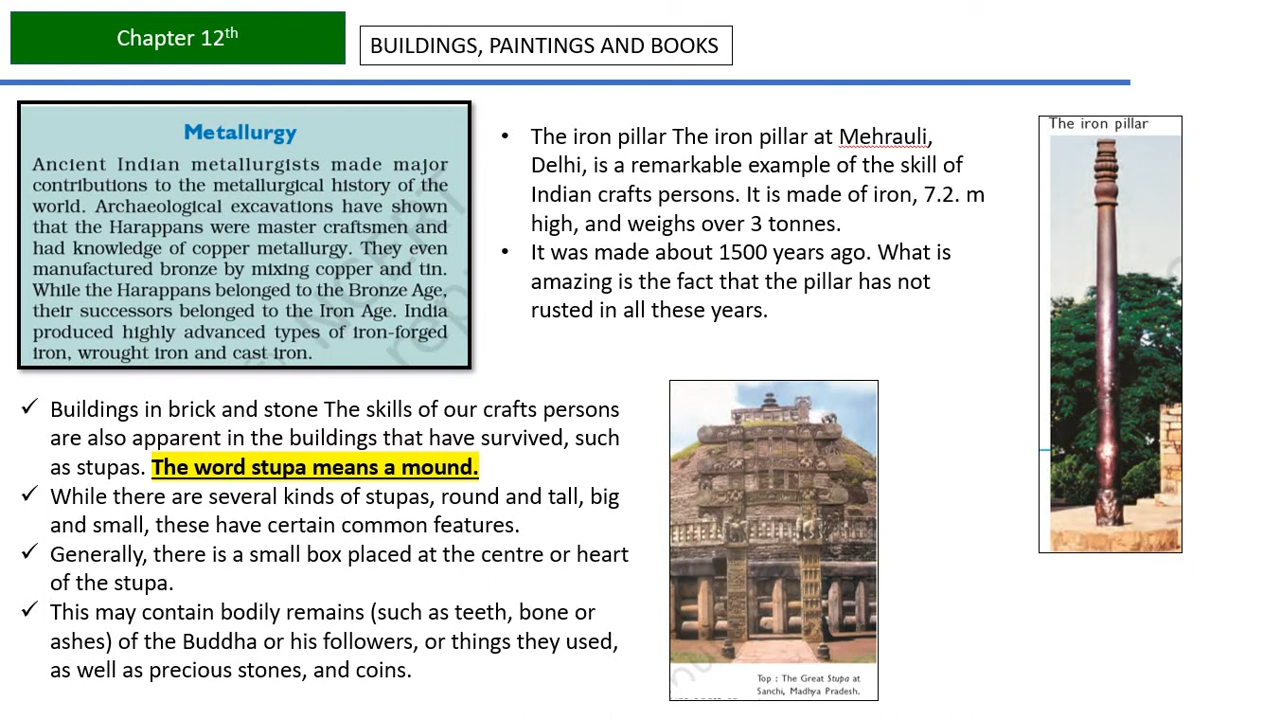 Chapter 12th
BUILDINGS, PAINTINGS AND BOOKS
Metallurgy
Ancient Indian metallurgists made major
contributions to the metallurgical history of the
world. Archaeological excavations have shown
that the Harappans were master craftsmen and
had knowledge of copper metallurgy. They even
manufactured bronze by mixing copper and tin.
While the Harappans belonged to the Bronze Age,
their successors belonged to the Iron Age. India
produced highly advanced types of iron-forged
iron, wrought iron and cast iron.
• The iron pillar The iron pillar at Mehrauli,
Delhi, is a remarkable example of the skill of
Indian crafts persons. It is made of iron, 7.2. m
high, and weighs over 3 tonnes.
• It was made about 1500 years ago. What is
amazing is the fact that the pillar has not
rusted in all these years.
The iron pillar
✓ Buildings in brick and stone The skills of our crafts persons
are also apparent in the buildings that have survived, such
as stupas. The word stupa means a mound.
✓ While there are several kinds of stupas, round and tall, big
and small, these have certain common features.
✓ Generally, there is a small box placed at the centre or heart
of the stupa.
✓ This may contain bodily remains (such as teeth, bone or
ashes) of the Buddha or his followers, or things they used,
as well as precious stones, and coins.
Top : The Great Stupa at
Sanchi, Madhya Pradesh.